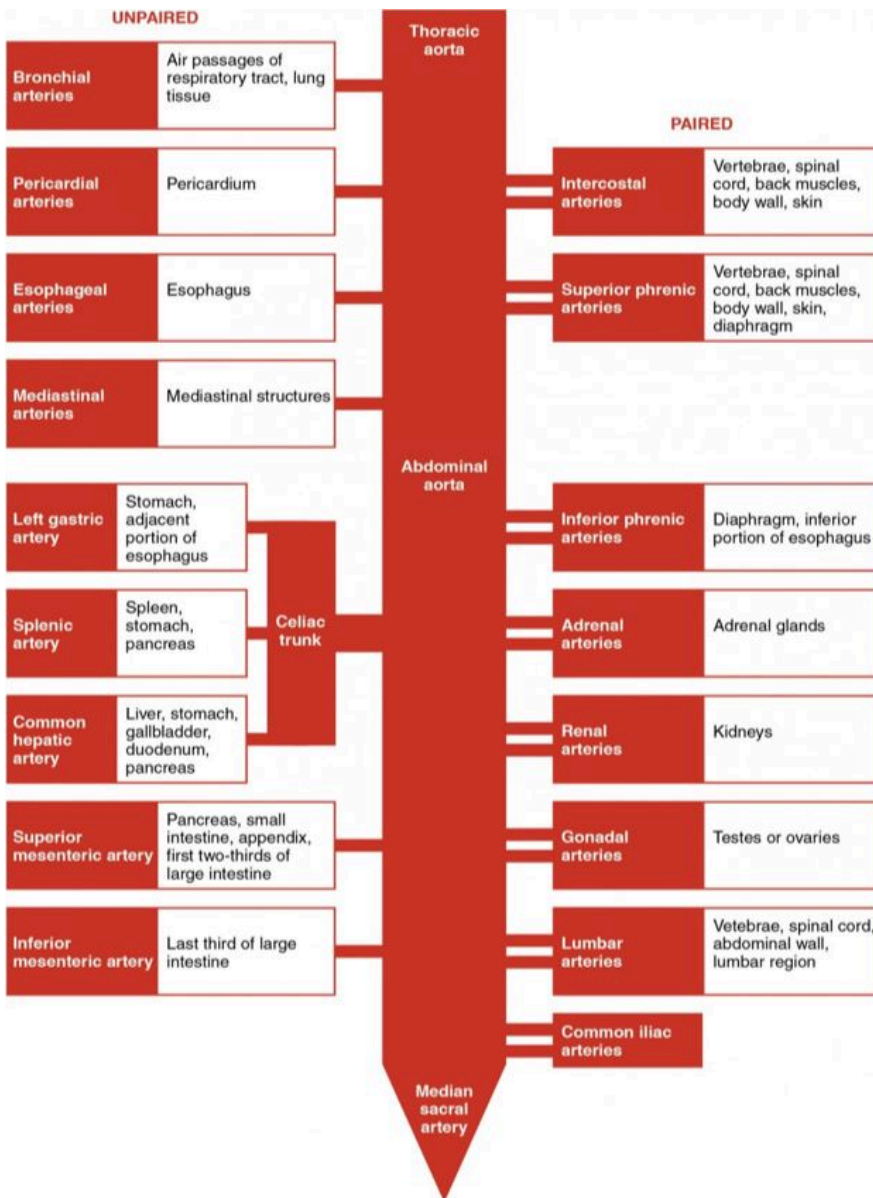 UNPAIRED
Thoracic
aorta
Bronchial
arteries
Air passages of
respiratory tract, lung
tissue
PAIRED
Pericardial
arteries
Pericardium
Intercostal
arteries
Vertebrae, spinal
cord, back muscles,
body wall, skin
Esophageal
arteries
Esophagus
Superior phrenic
arteries
Vertebrae, spinal
cord, back muscles,
body wall, skin,
diaphragm
Mediastinal
arteries
Mediastinal structures
Abdominal
aorta
Left gastric
artery
Stomach,
adjacent
portion of
esophagus
Inferior phrenic
arteries
Diaphragm, inferior
portion of esophagus
Splenic
artery
Spleen,
stomach,
pancreas
Celiac
trunk
Adrenal
arteries
Adrenal glands
Common
hepatic
artery
Liver, stomach,
gallbladder,
duodenum,
pancreas
Renal
arteries
Kidneys
Superior
mesenteric artery
Pancreas, small
intestine, appendix,
first two-thirds of
large intestine
Gonadal
arteries
Testes or ovaries
Inferior
mesenteric artery
Last third of large
intestine
Lumbar
arteries
Vetebrae, spinal cord,
abdominal wall,
lumbar region
Common iliac
arteries
Median
sacral
artery